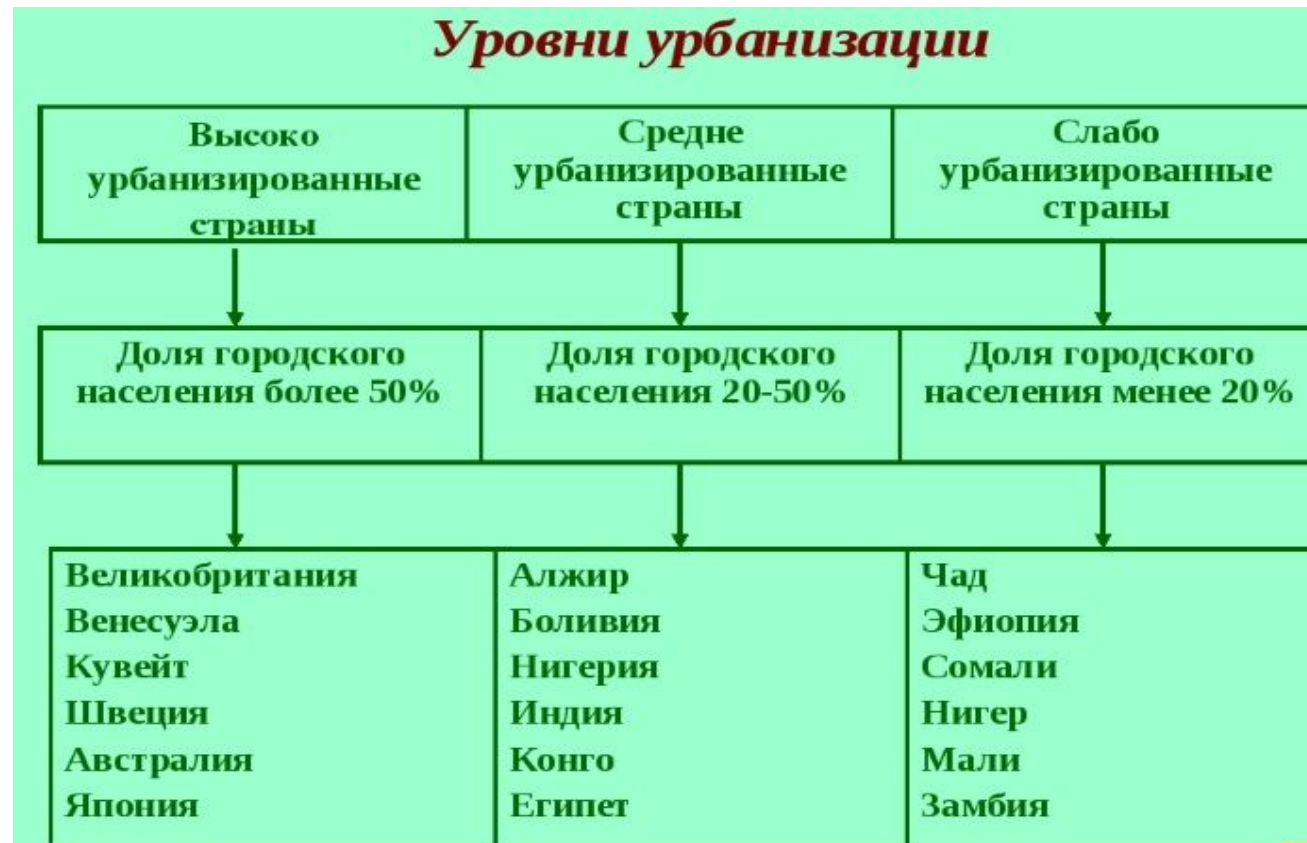 Уровни урбанизации
Высоко
урбанизированные
страны
Средне
урбанизированные
страны
Слабо
урбанизированные
страны
Доля городского
населения более 50%
Доля городского
населения 20-50%
Доля городского
населения менее 20%
Великобритания
Венесуэла
Кувейт
Швеция
Австралия
Япония
Алжир
Боливия
Нигерия
Индия
Конго
Египет
Чад
Эфиопия
Сомали
Нигер
Мали
Замбия